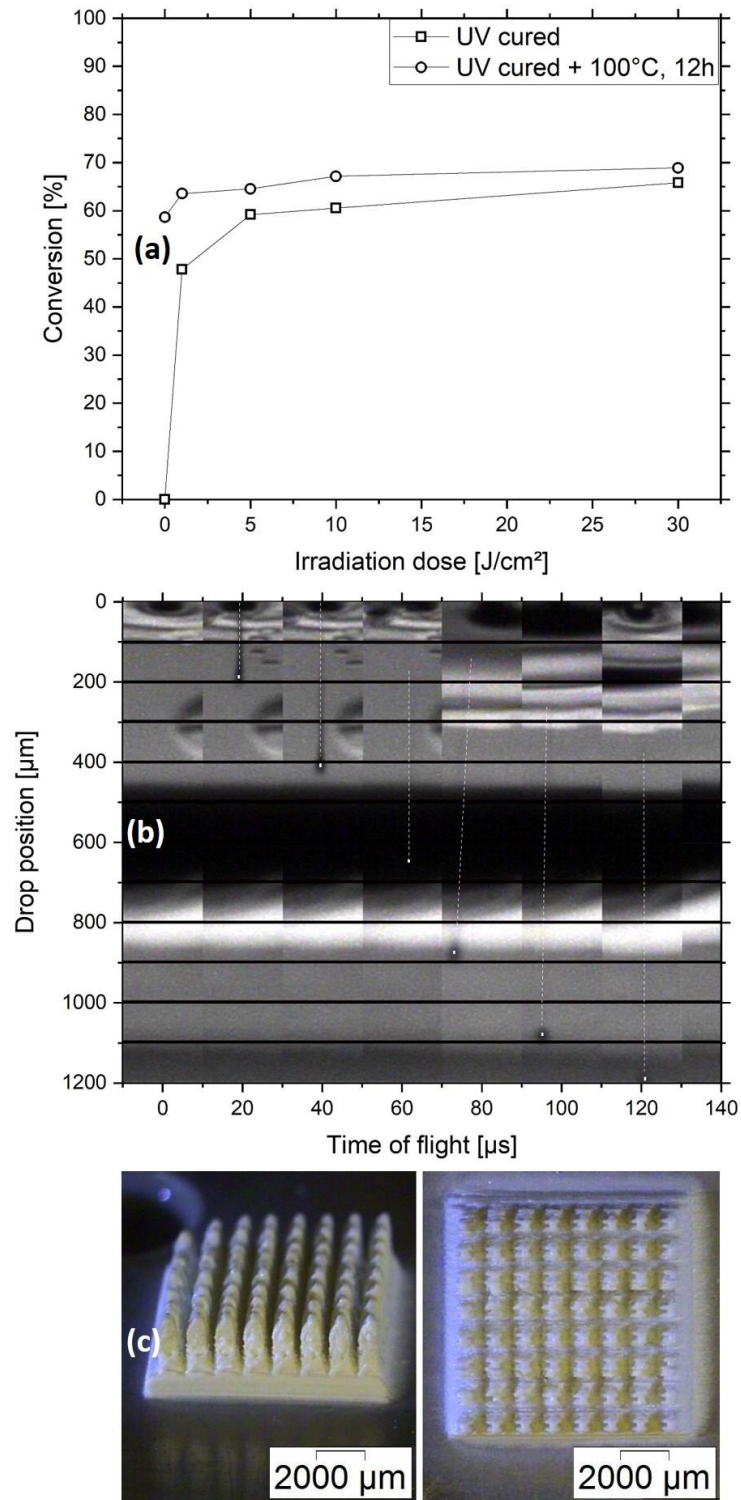 100
90
80
70
60
50
40
30
20
10
0
Conversion [%]
(a)
UV cured
UV cured + 100°C, 12h
0 5 10 15 20 25 30
Irradiation dose [J/cm²]
0
200
400
600
800
1000
1200
Drop position [µm]
(b)
0 20 40 60 80 100 120 140
Time of flight [µs]
(c)
2000 µm
2000 µm